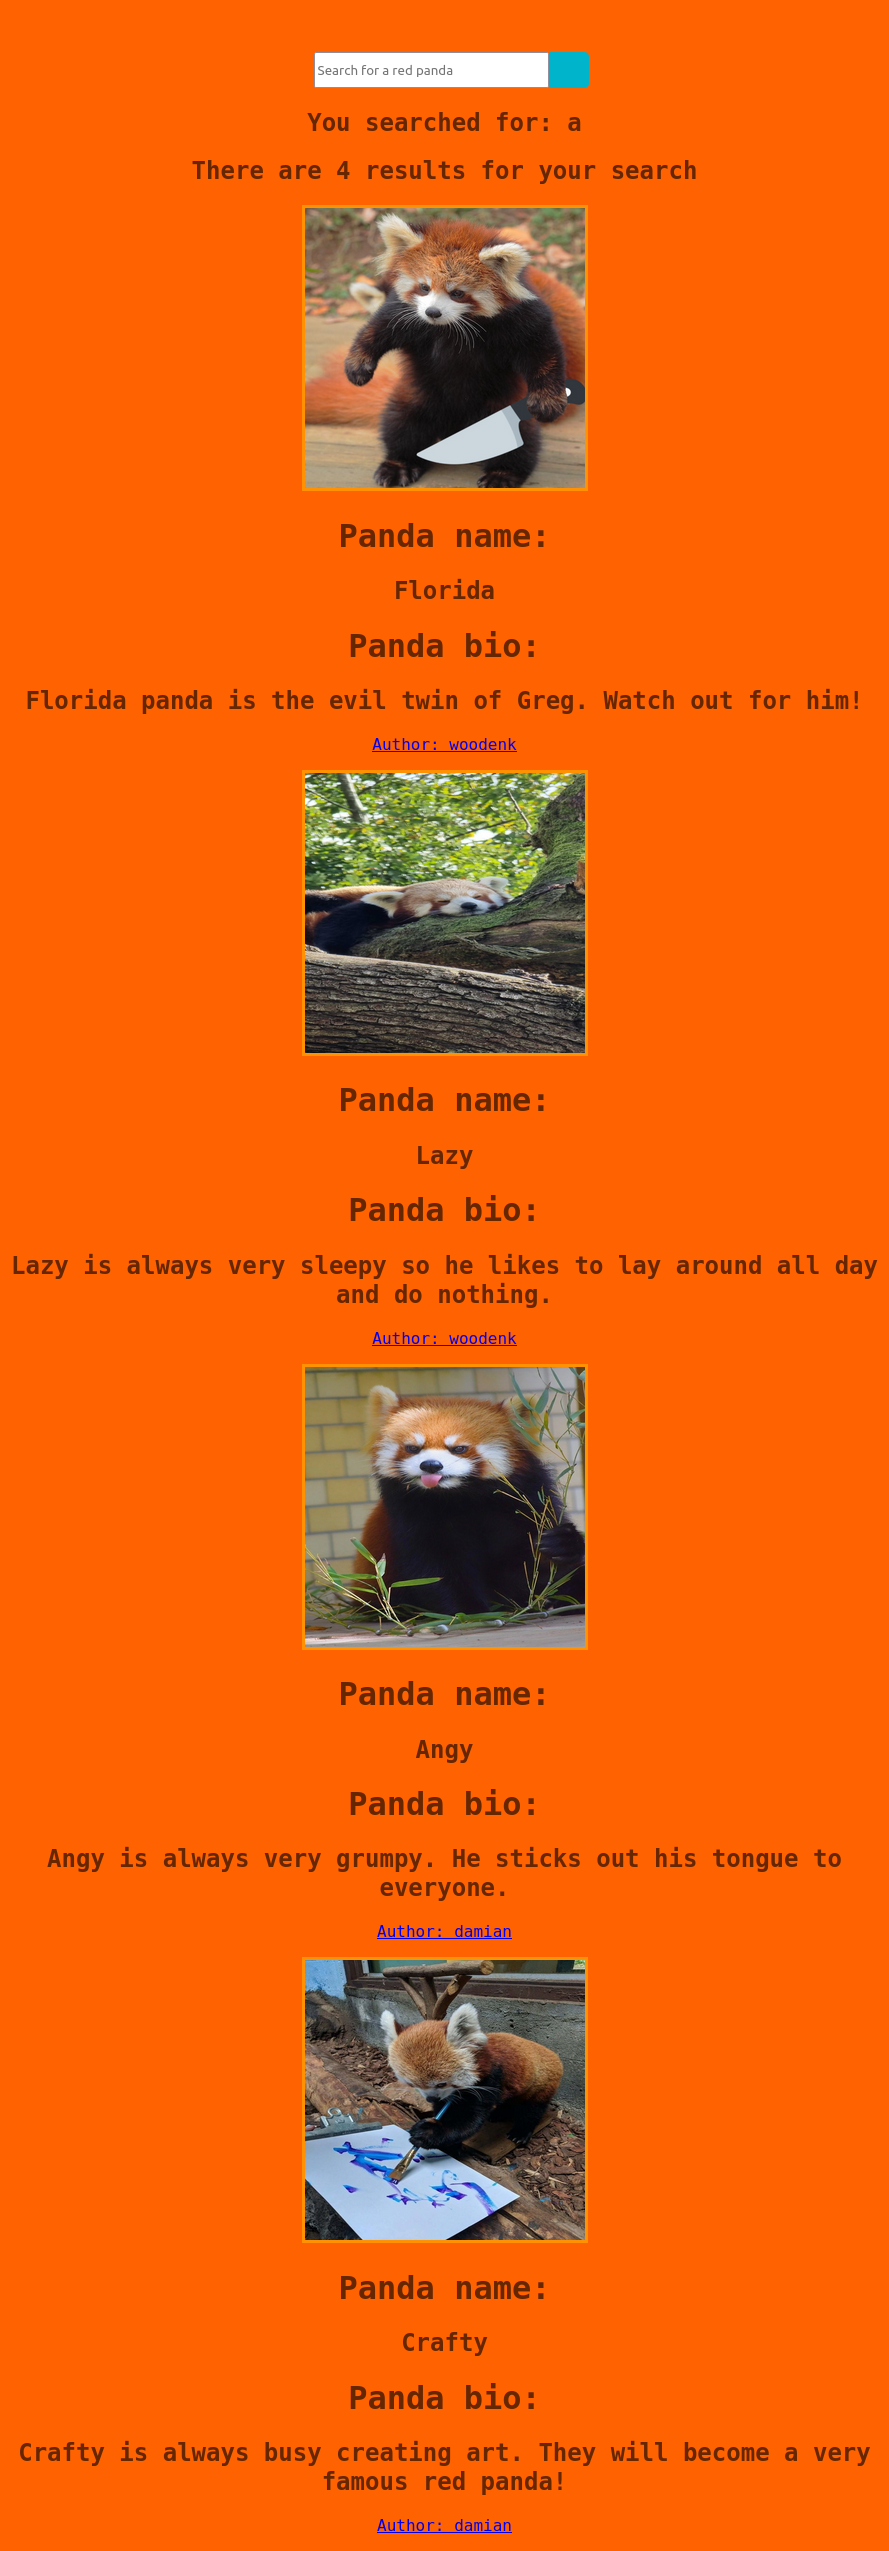 Search for a red panda
You searched for: a
There are 4 results for your search
Panda name:
Florida
Panda bio:
Florida panda is the evil twin of Greg. Watch out for him!
Author: woodenk
Panda name:
Lazy
Panda bio:
Lazy is always very sleepy so he likes to lay around all day
and do nothing.
Author: woodenk
Panda name:
Angy
Panda bio:
Angy is always very grumpy. He sticks out his tongue to
everyone.
Author: damian
Panda name:
Crafty
Panda bio:
Crafty is always busy creating art. They will become a very
famous red panda!
Author: damian